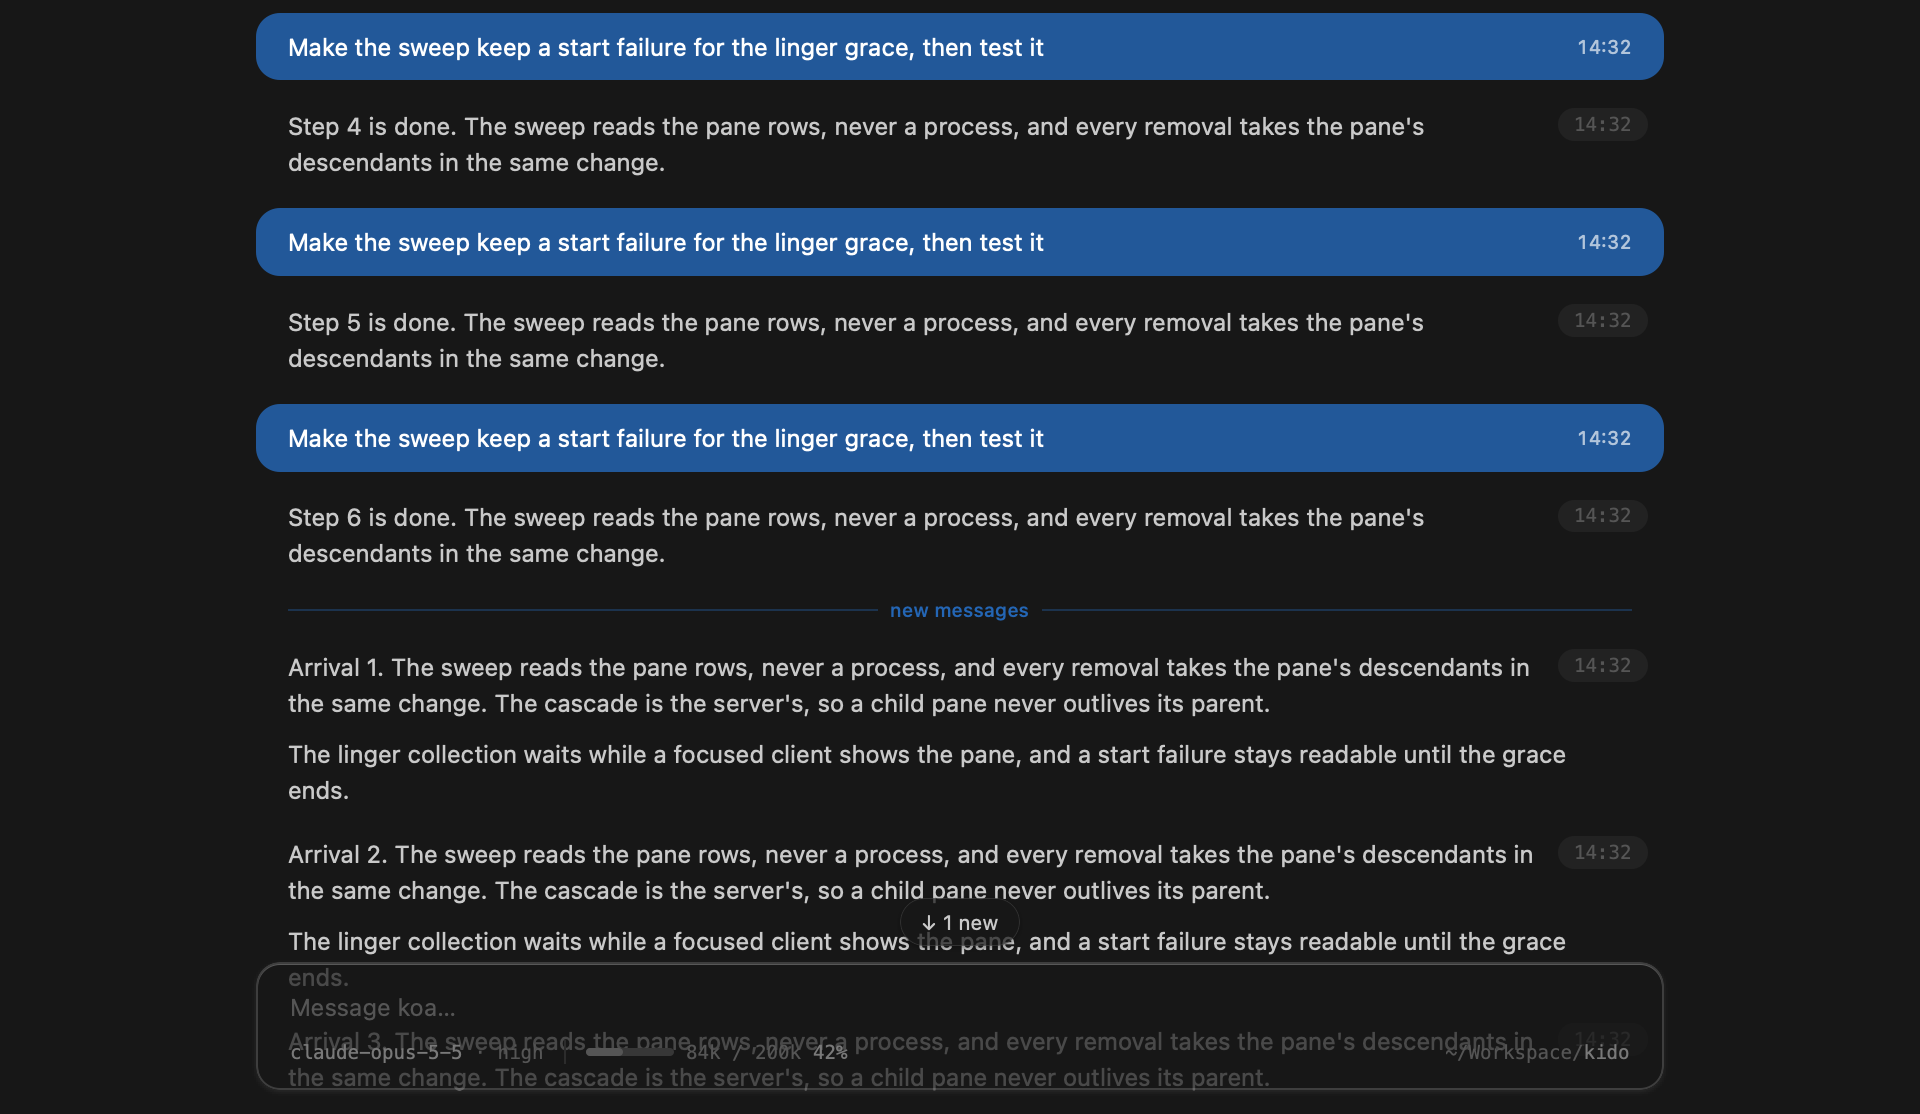 Make the sweep keep a start failure for the linger grace, then test it 14:32
Step 4 is done. The sweep reads the pane rows, never a process, and every removal takes the pane's 14:32
descendants in the same change.
Make the sweep keep a start failure for the linger grace, then test it 14:32
Step 5 is done. The sweep reads the pane rows, never a process, and every removal takes the pane's 14:32
descendants in the same change.
Make the sweep keep a start failure for the linger grace, then test it 14:32
Step 6 is done. The sweep reads the pane rows, never a process, and every removal takes the pane's 14:32
descendants in the same change.
new messages
Arrival 1. The sweep reads the pane rows, never a process, and every removal takes the pane's descendants in 14:32
the same change. The cascade is the server's, so a child pane never outlives its parent.
The linger collection waits while a focused client shows the pane, and a start failure stays readable until the grace
ends.
Arrival 2. The sweep reads the pane rows, never a process, and every removal takes the pane's descendants in 14:32
the same change. The cascade is the server's, so a child pane never outlives its parent.
↓ 1 new
The linger collection waits while a focused client shows the pane, and a start failure stays readable until the grace
ends.
Message koa...
Arrival 3. The sweep reads the pane rows, never a process, and every removal takes the pane's descendants in 14:32
claude-opus-5-5 · high 84k / 200k 42% ~/Workspace/kido
the same change. The cascade is the server's, so a child pane never outlives its parent.